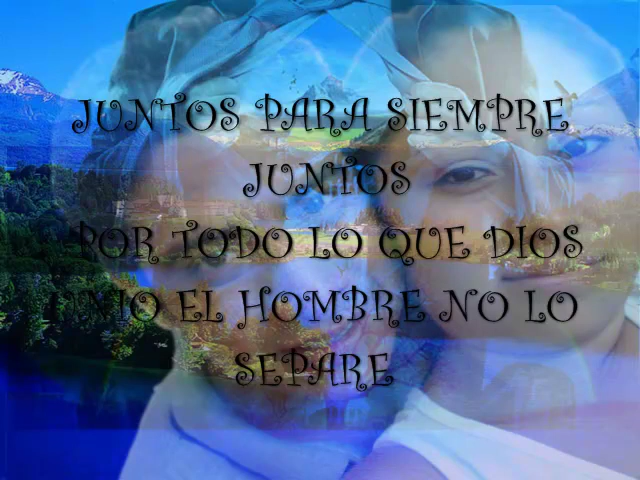 JUNTOS PARA SIEMPRE
JUNTOS
POR TODO LO QUE DIOS
UNIO EL HOMBRE NO LO
SEPARE